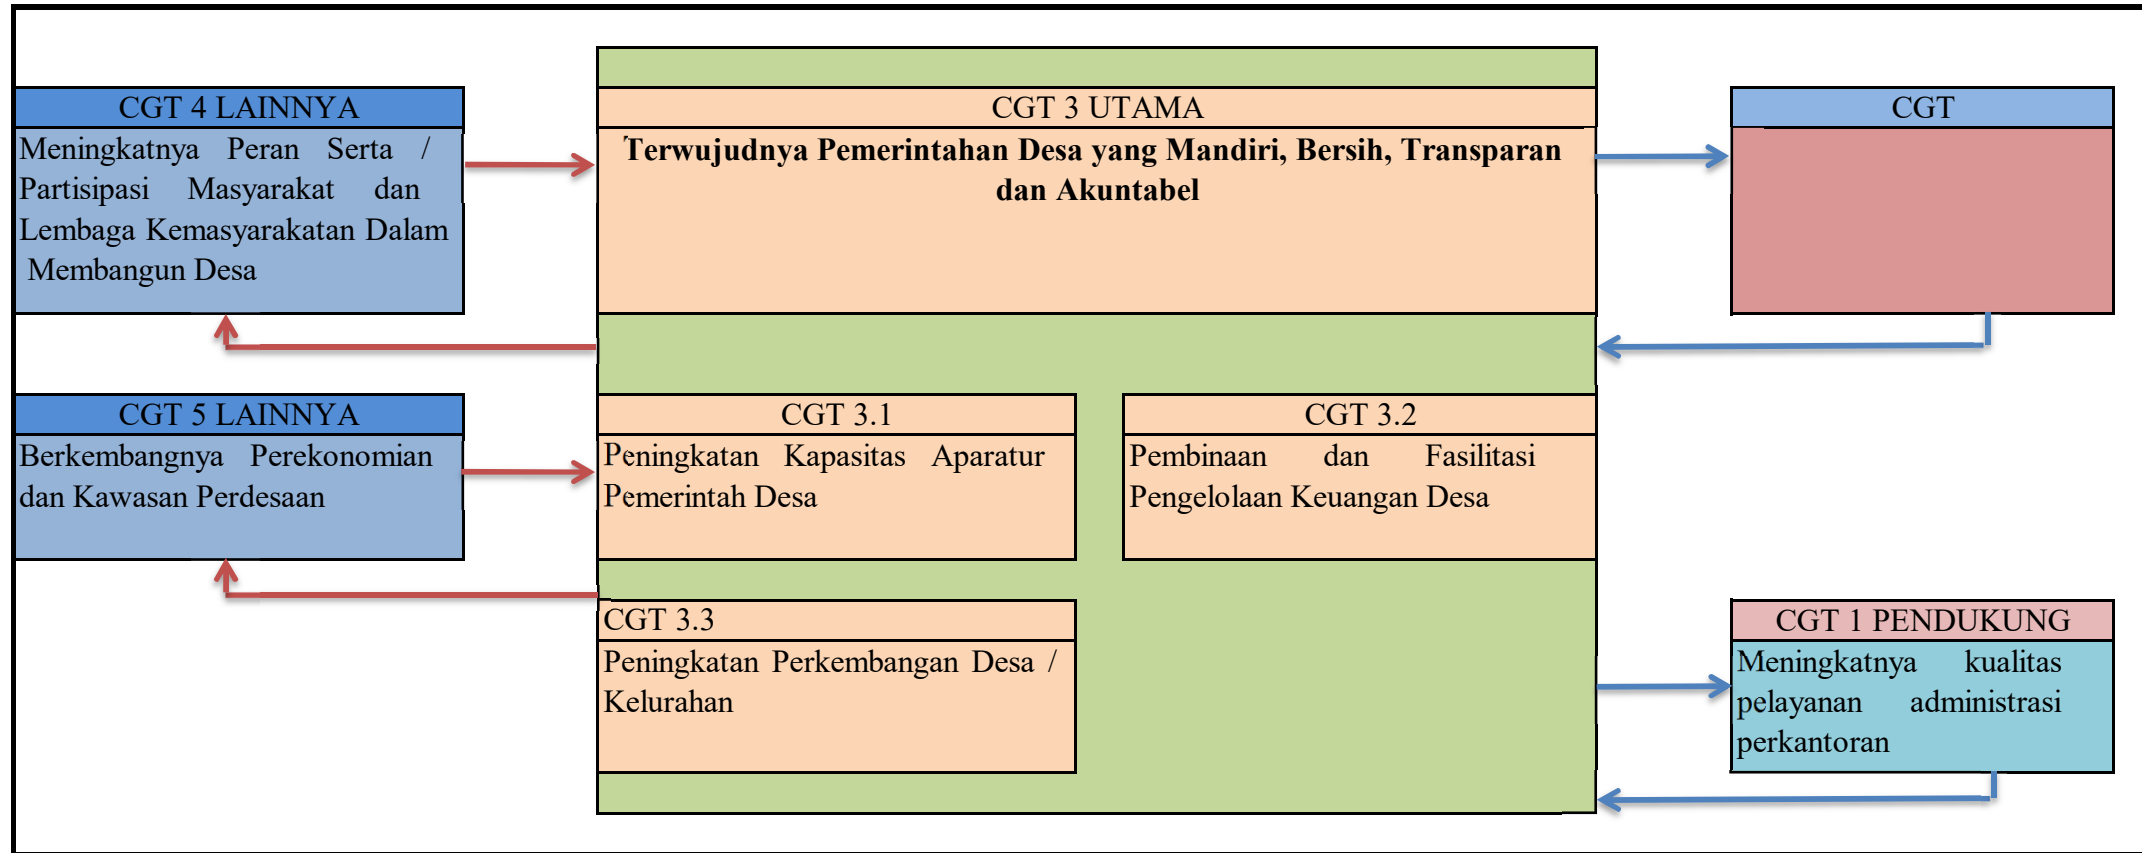 CGT 4 LAINNYA
Meningkatnya Peran Serta /
Partisipasi Masyarakat dan
Lembaga Kemasyarakatan Dalam
Membangun Desa
CGT 3 UTAMA
Terwujudnya Pemerintahan Desa yang Mandiri, Bersih, Transparan
dan Akuntabel
CGT
CGT 5 LAINNYA
Berkembangnya Perekonomian
dan Kawasan Perdesaan
CGT 3.1
Peningkatan Kapasitas Aparatur
Pemerintah Desa
CGT 3.2
Pembinaan dan Fasilitasi
Pengelolaan Keuangan Desa
CGT 3.3
Peningkatan Perkembangan Desa /
Kelurahan
CGT 1 PENDUKUNG
Meningkatnya kualitas
pelayanan administrasi
perkantoran